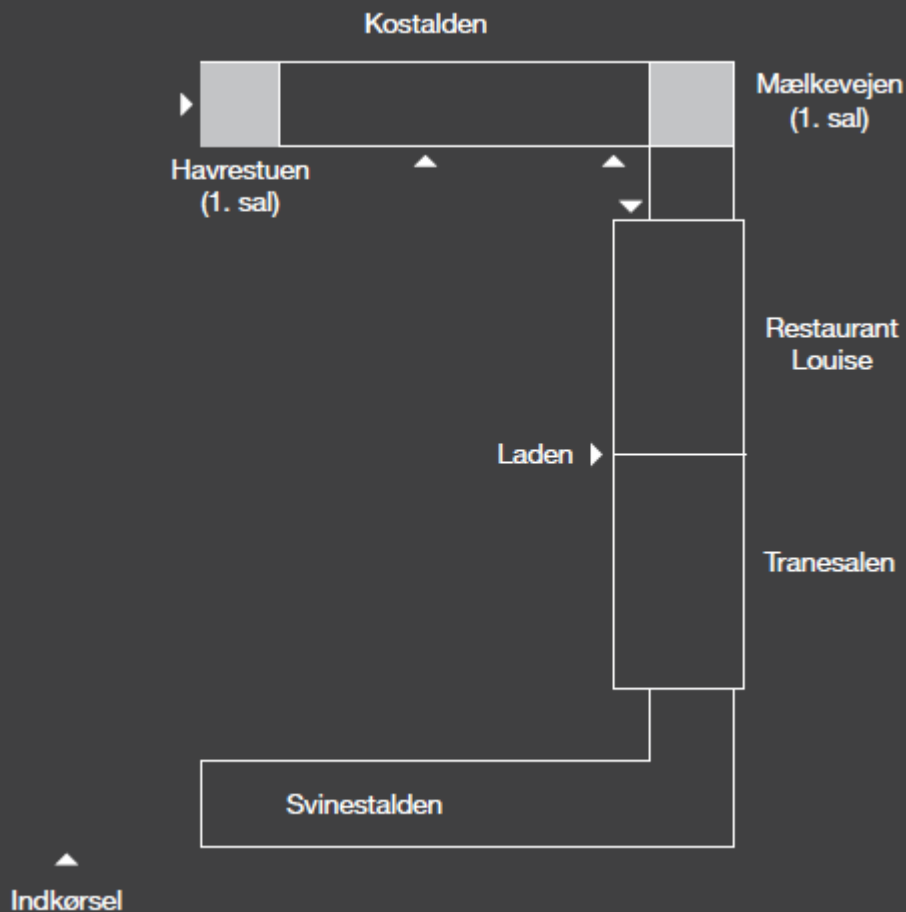 Kostalden
Mælkevejen
(1. sal)
Havrestuen
(1. sal)
Restaurant
Louise
Laden
Tranesalen
Svinestalden
Indkørsel